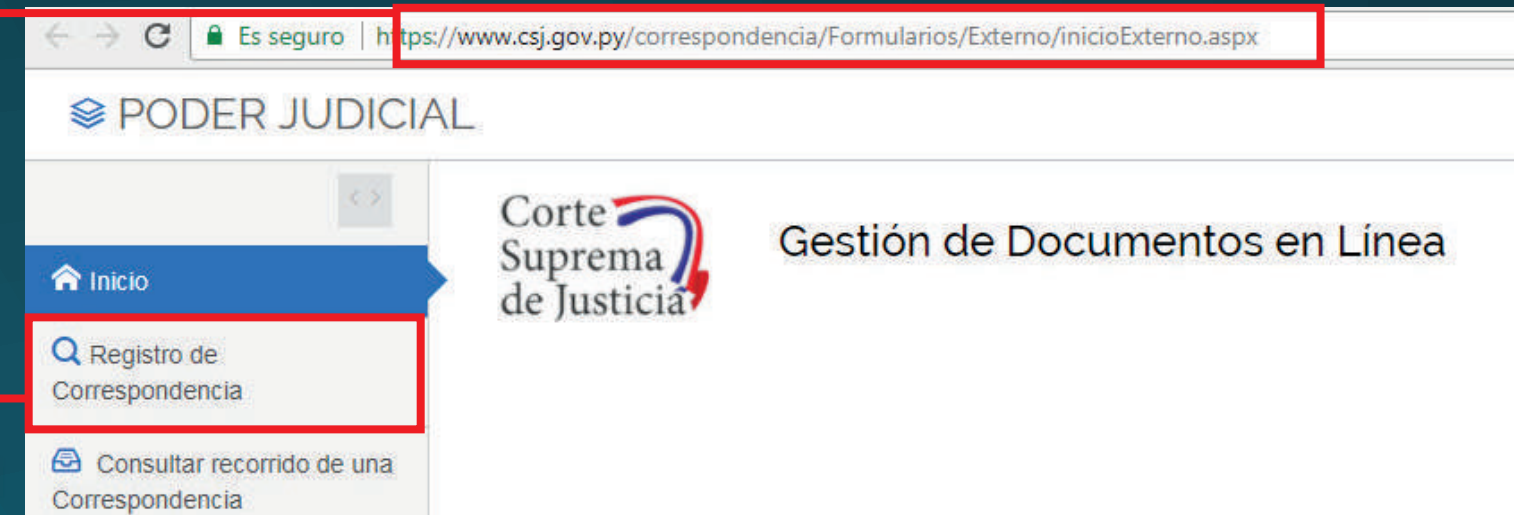 Es seguro | https://www.csj.gov.py/correspondencia/Formularios/Externo/inicioExterno.aspx
PODER JUDICIAL
Corte
Suprema
de Justicia
Gestión de Documentos en Línea
Inicio
Registro de
Correspondencia
Consultar recorrido de una
Correspondencia